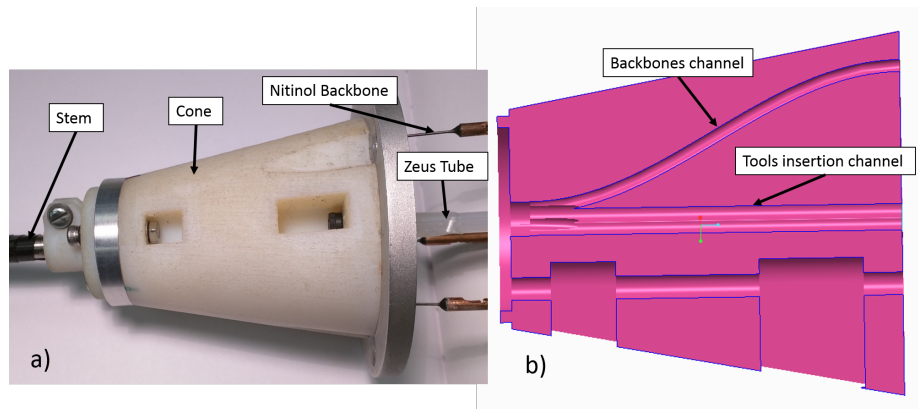 Nitinol Backbone
Stem
Cone
Zeus Tube
a)
Backbones channel
Tools insertion channel
b)